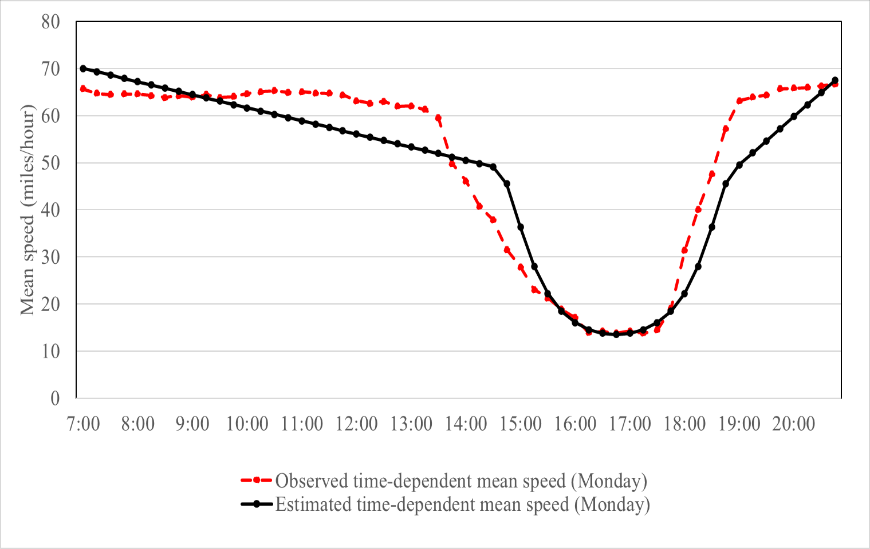 80
70
60
50
40
30
20
10
0
Mean speed (miles/hour)
7:00 8:00 9:00 10:00 11:00 12:00 13:00 14:00 15:00 16:00 17:00 18:00 19:00 20:00
Observed time-dependent mean speed (Monday)
Estimated time-dependent mean speed (Monday)